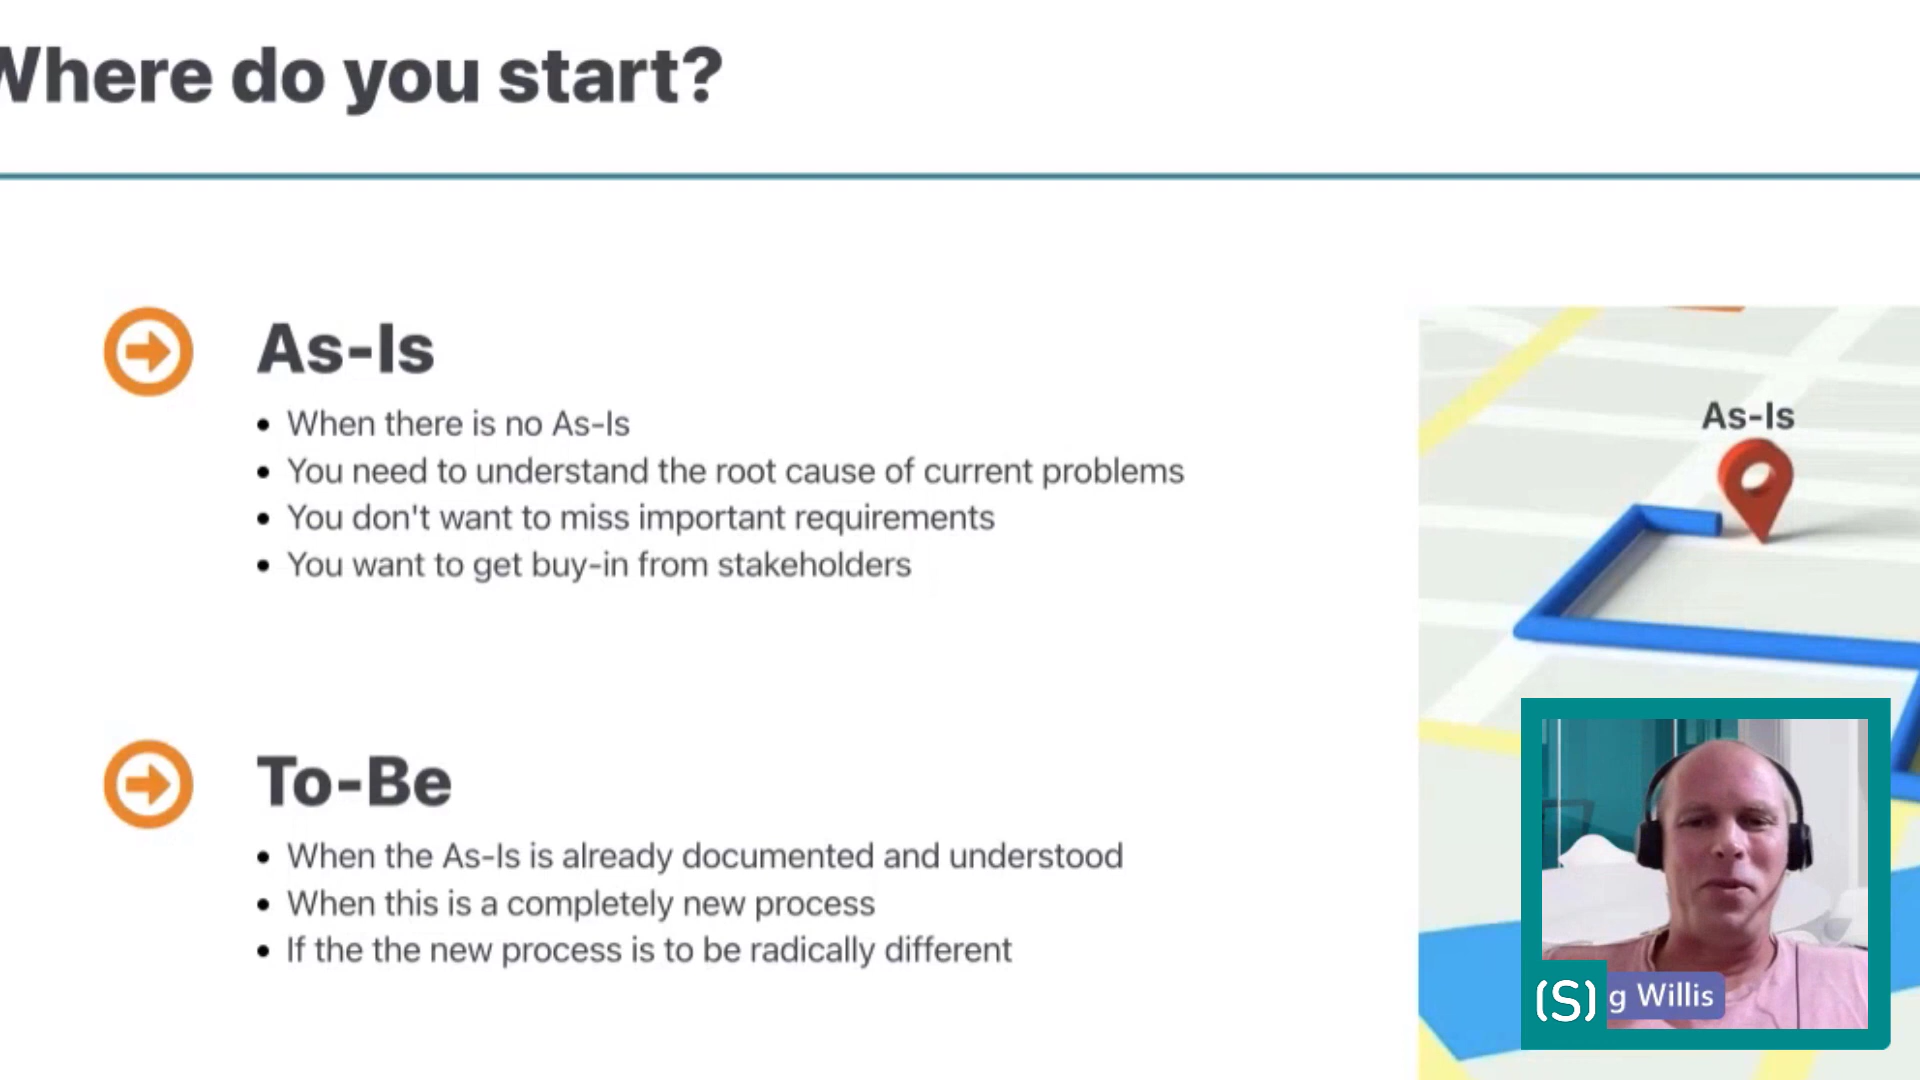 Where do you start?
As-Is
• When there is no As-Is
• You need to understand the root cause of current problems
• You don't want to miss important requirements
• You want to get buy-in from stakeholders
As-Is
To-Be
• When the As-Is is already documented and understood
• When this is a completely new process
• If the the new process is to be radically different
(S)
g Willis